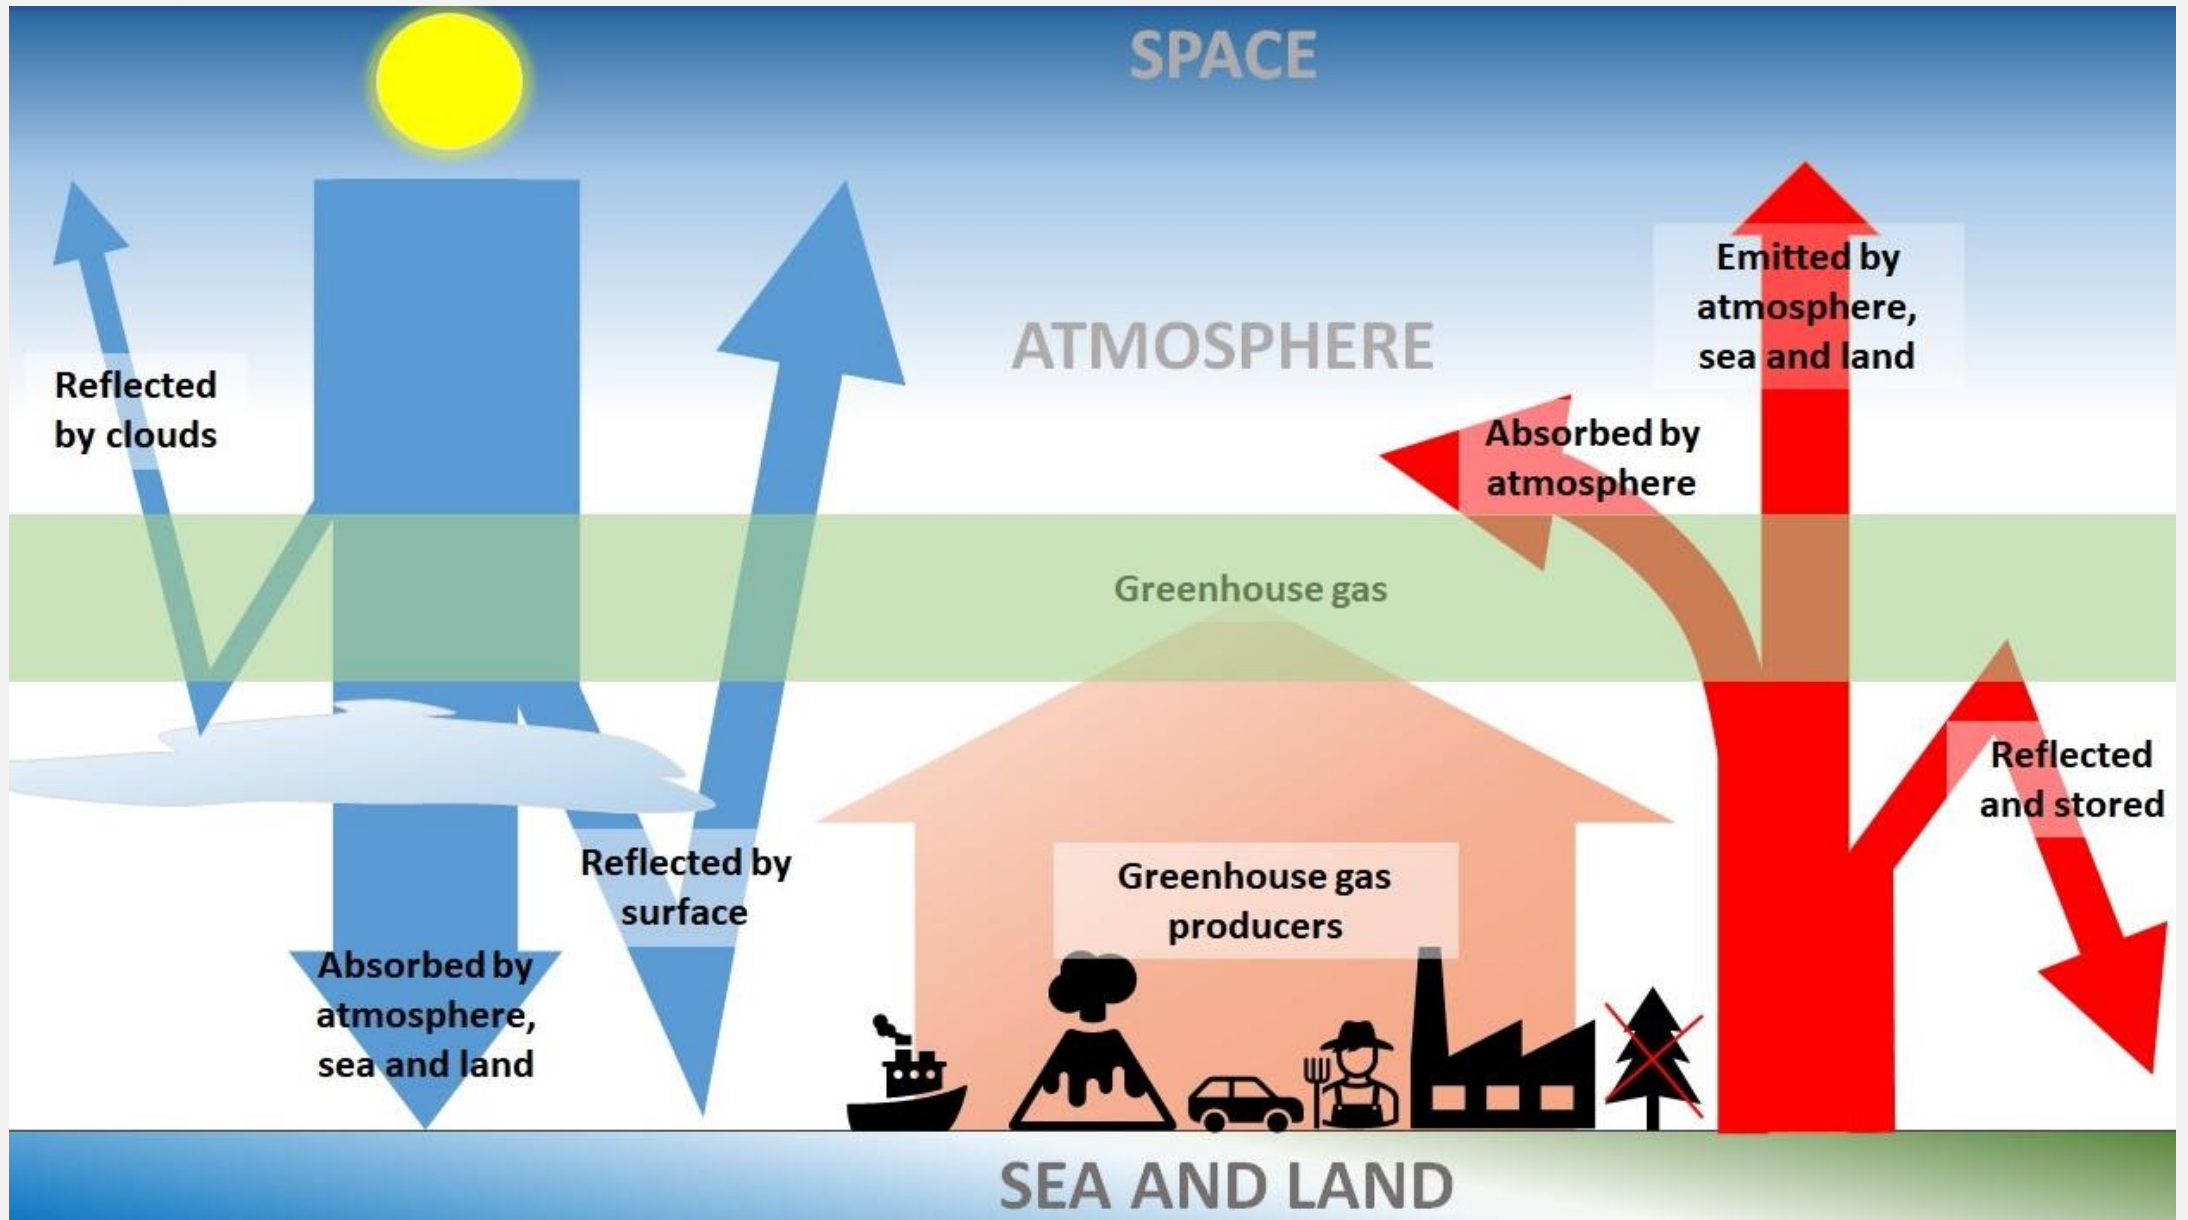 SPACE
Emitted by
atmosphere,
sea and land
ATMOSPHERE
Reflected
by clouds
Absorbed by
atmosphere
Greenhouse gas
Reflected
and stored
Reflected by
surface
Greenhouse gas
producers
Absorbed by
atmosphere,
sea and land
SEA AND LAND